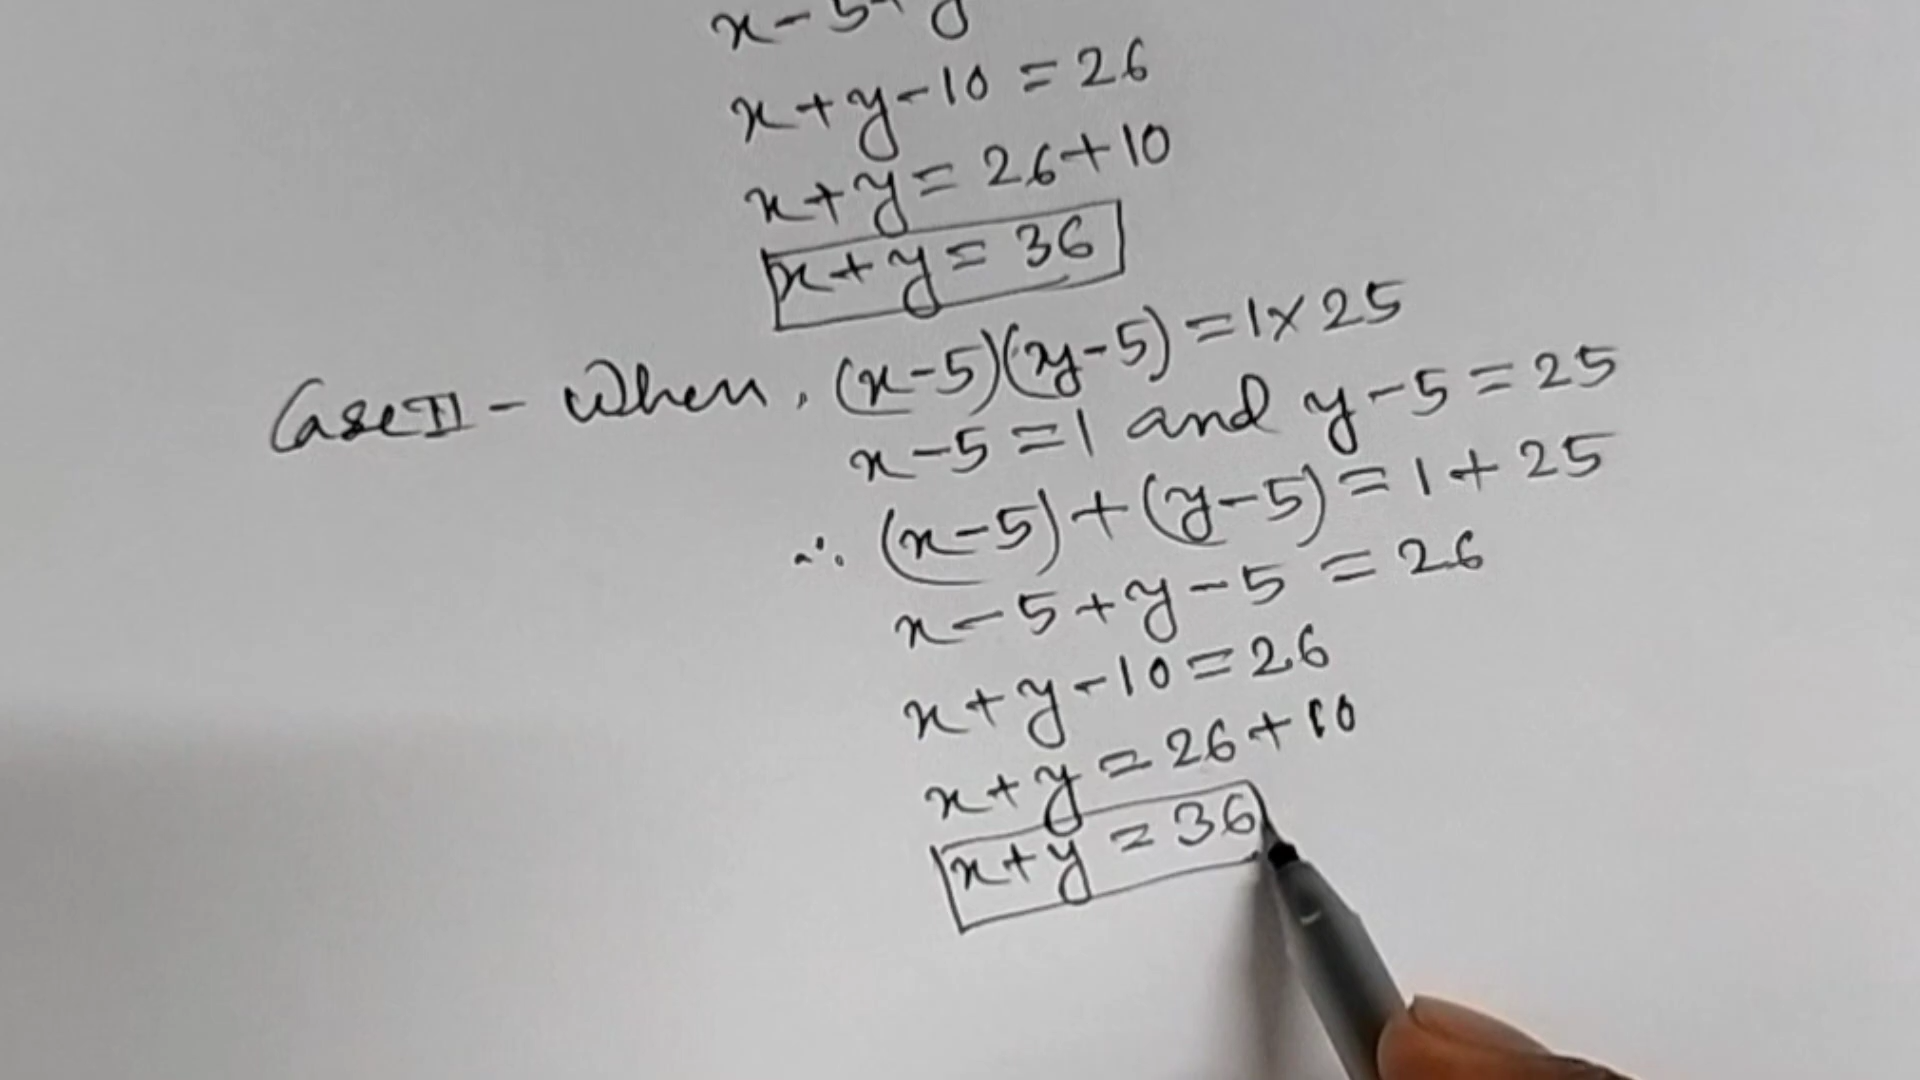 x-5+y
x+y-10=26
x+y=26+10
x+y=36
Case II - When, (x-5)(y-5)=1×25
x-5=1 and y-5=25
∴ (x-5)+(y-5)=1+25
x-5+y-5=26
x+y-10=26
x+y=26+10
x+y=36